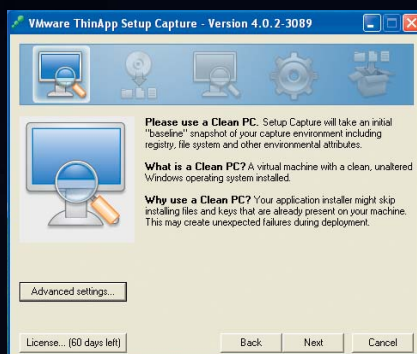 VMware ThinApp Setup Capture - Version 4.0.2-3089
Please use a Clean PC. Setup Capture will take an initial
"baseline" snapshot of your capture environment including
registry, file system and other environmental attributes.
What is a Clean PC? A virtual machine with a clean, unaltered
Windows operating system installed.
Why use a Clean PC? Your application installer might skip
installing files and keys that are already present on your machine.
This may create unexpected failures during deployment.
Advanced settings...
License... (60 days left)
Back
Next
Cancel